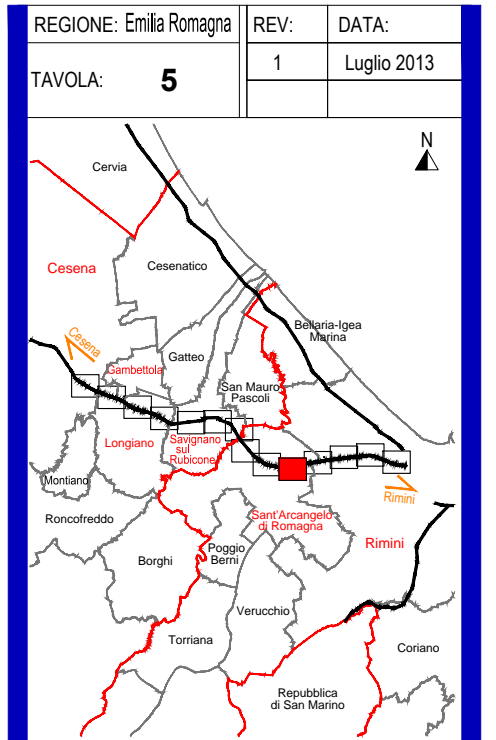 REGIONE: Emilia Romagna
REV:
DATA:
TAVOLA:
5
1
Luglio 2013
N
Cervia
Cesena
Cesenatico
Bellaria-Igea
Marina
Cesena
Gatteo
Gambettola
San Mauro
Pascoli
Longiano
Savignano
sul
Rubicone
Montiano
Rimini
Roncofreddo
Sant'Arcangelo
di Romagna
Rimini
Borghi
Poggio
Berni
Verucchio
Torriana
Coriano
Repubblica
di San Marino